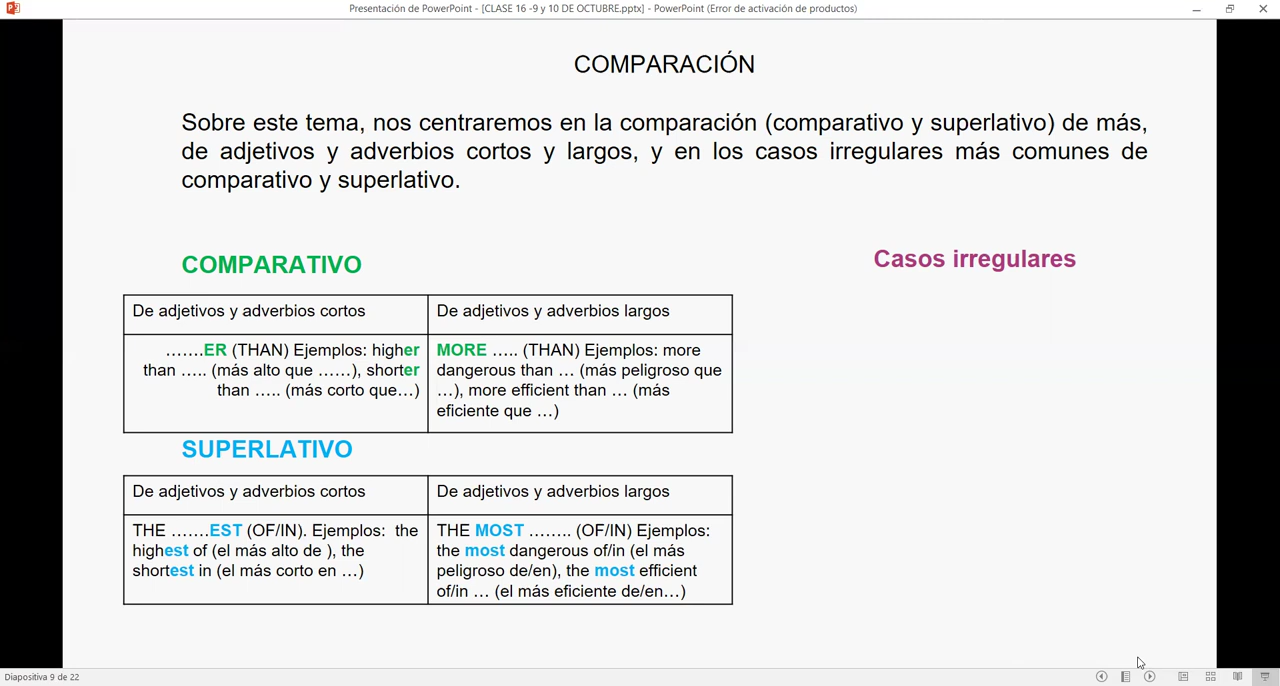 Presentación de PowerPoint - [CLASE 16 -9 y 10 DE OCTUBRE.pptx] - PowerPoint (Error de activación de productos)
COMPARACIÓN
Sobre este tema, nos centraremos en la comparación (comparativo y superlativo) de más,
de adjetivos y adverbios cortos y largos, y en los casos irregulares más comunes de
comparativo y superlativo.
COMPARATIVO
Casos irregulares
De adjetivos y adverbios cortos
De adjetivos y adverbios largos
…….ER (THAN) Ejemplos: higher
than ….. (más alto que ……), shorter
than ….. (más corto que…)
MORE ….. (THAN) Ejemplos: more
dangerous than … (más peligroso que
…), more efficient than … (más
eficiente que …)
SUPERLATIVO
De adjetivos y adverbios cortos
De adjetivos y adverbios largos
THE …….EST (OF/IN). Ejemplos: the
highest of (el más alto de ), the
shortest in (el más corto en …)
THE MOST …….. (OF/IN) Ejemplos:
the most dangerous of/in (el más
peligroso de/en), the most efficient
of/in … (el más eficiente de/en…)
Diapositiva 9 de 22